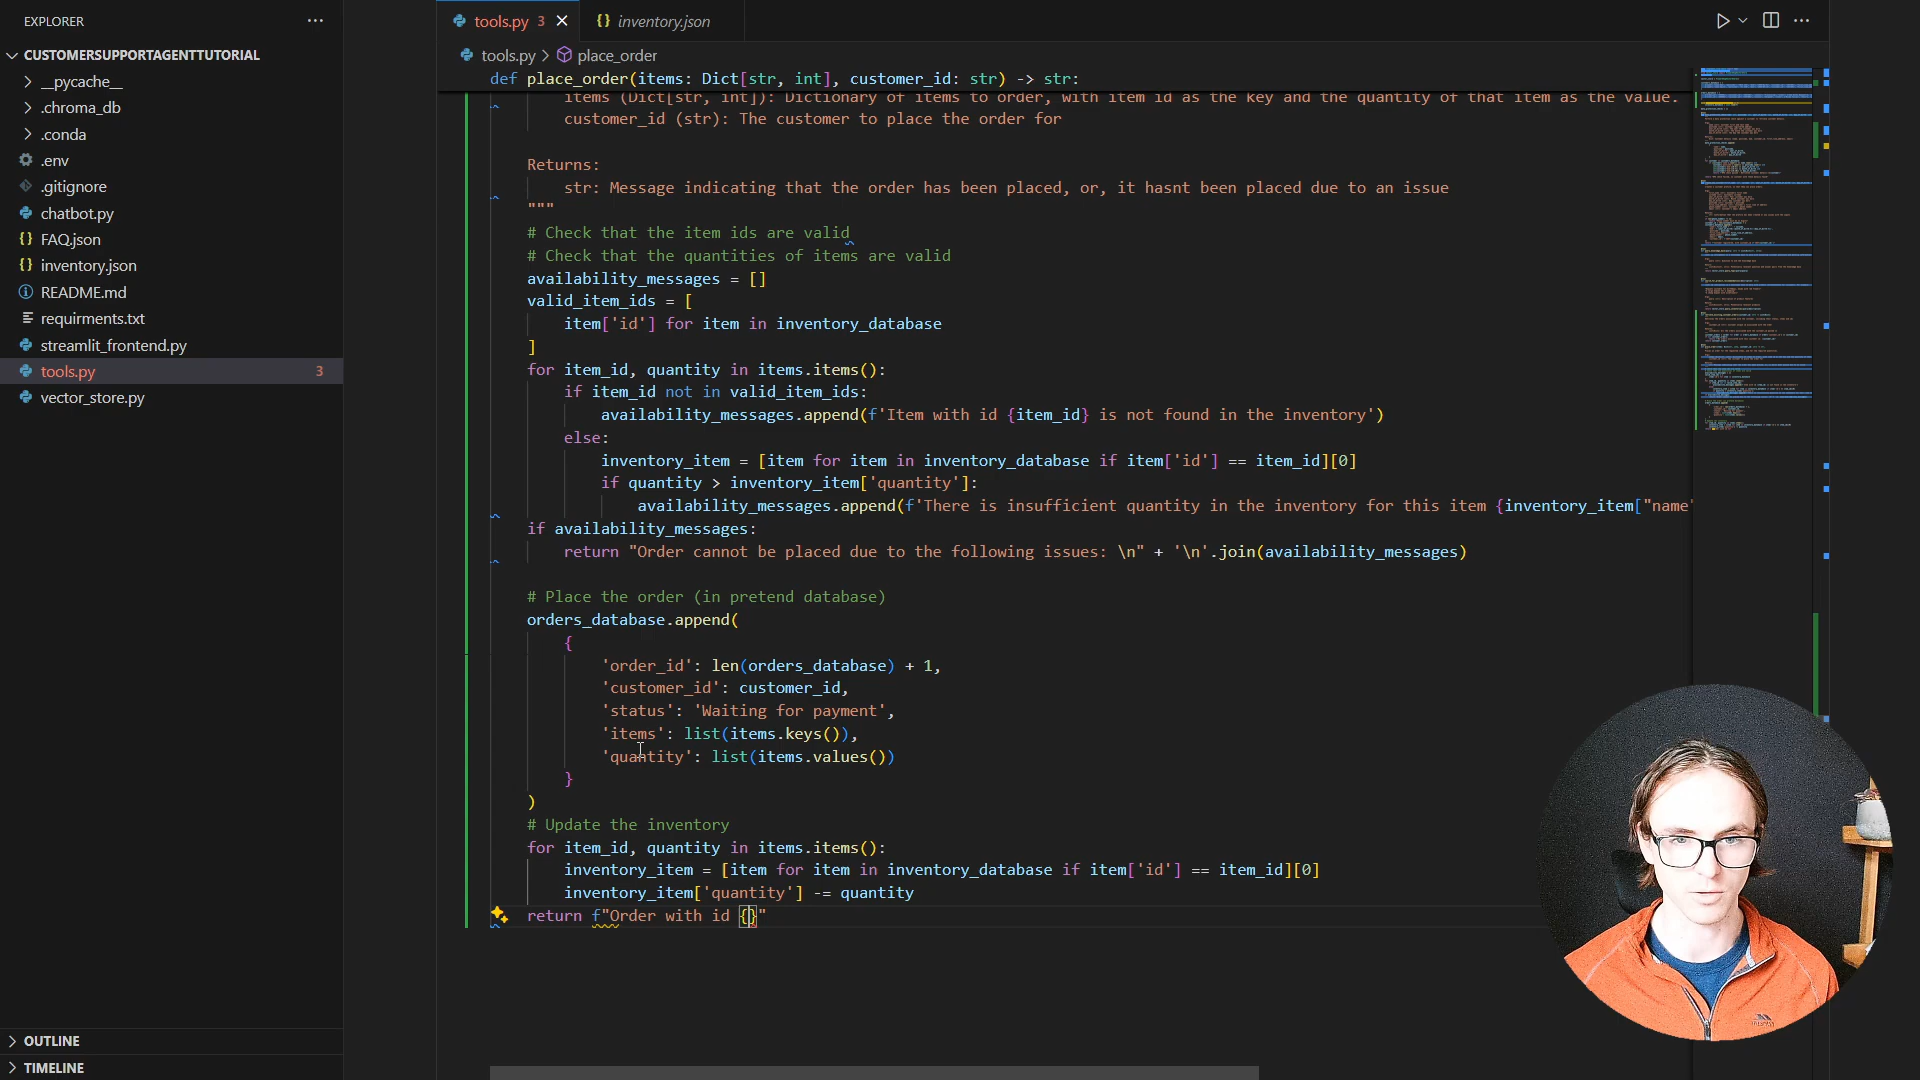 EXPLORER
CUSTOMERSUPPORTAGENTTUTORIAL
__pycache__
.chroma_db
.conda
.env
.gitignore
chatbot.py
FAQ.json
inventory.json
README.md
requirments.txt
streamlit_frontend.py
tools.py 3
vector_store.py
OUTLINE
TIMELINE
tools.py 3
inventory.json
tools.py > place_order
def place_order(items: Dict[str, int], customer_id: str) -> str:
items (Dict[str, int]): Dictionary of items to order, with item id as the key and the quantity of that item as the value.
customer_id (str): The customer to place the order for
Returns:
str: Message indicating that the order has been placed, or, it hasnt been placed due to an issue
"""
# Check that the item ids are valid
# Check that the quantities of items are valid
availability_messages = []
valid_item_ids = [
item['id'] for item in inventory_database
]
for item_id, quantity in items.items():
if item_id not in valid_item_ids:
availability_messages.append(f'Item with id {item_id} is not found in the inventory')
else:
inventory_item = [item for item in inventory_database if item['id'] == item_id][0]
if quantity > inventory_item['quantity']:
availability_messages.append(f'There is insufficient quantity in the inventory for this item {inventory_item["name"
if availability_messages:
return "Order cannot be placed due to the following issues: \n" + '\n'.join(availability_messages)
# Place the order (in pretend database)
orders_database.append(
{
'order_id': len(orders_database) + 1,
'customer_id': customer_id,
'status': 'Waiting for payment',
'items': list(items.keys()),
'quantity': list(items.values())
}
)
# Update the inventory
for item_id, quantity in items.items():
inventory_item = [item for item in inventory_database if item['id'] == item_id][0]
inventory_item['quantity'] -= quantity
return f"Order with id {}"